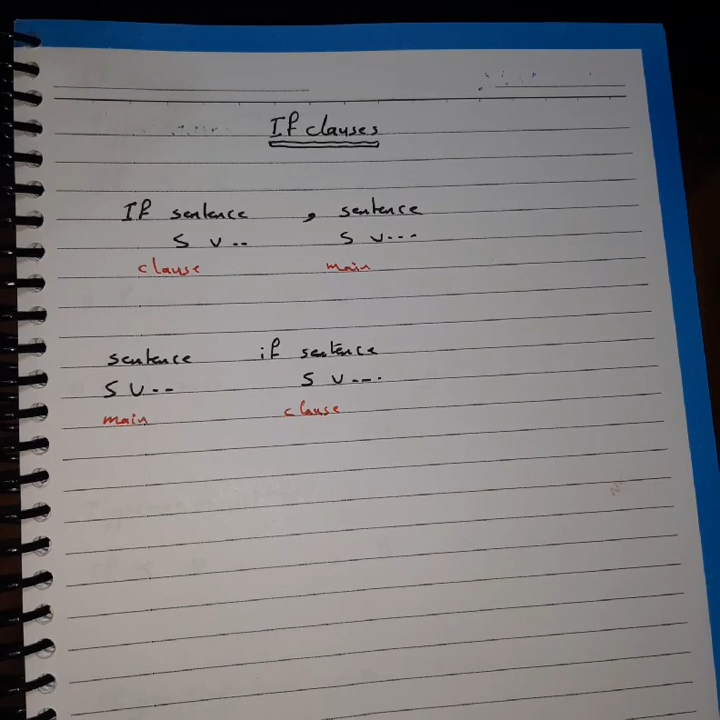 If clauses
If sentence , sentence
S v .. S v ...
clause main
sentence if sentence
S v .. S v ....
main clause